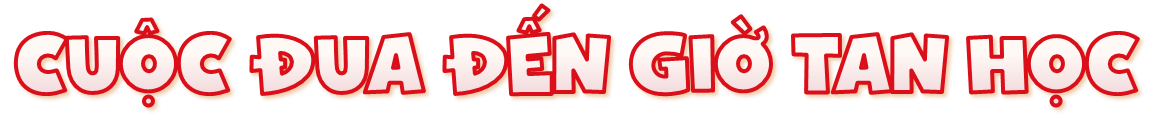 CUỘC ĐUA ĐẾN GIỜ TAN HỌC